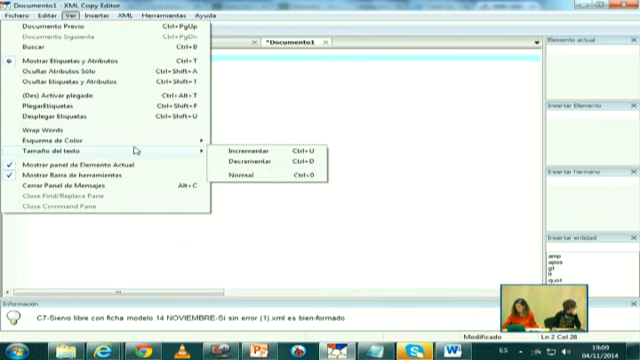 Documento1 - XML Copy Editor
Fichero Editar Ver Insertar XML Herramientas Ayuda
Documento Previo Ctrl+PgUp
Documento Siguiente Ctrl+PgDn
Buscar Ctrl+B
*Documento1
Elemento actual
Mostrar Etiquetas y Atributos Ctrl+T
Ocultar Atributos Sólo Ctrl+Shift+A
Ocultar Etiquetas y Atributos Ctrl+Shift+T
(Des) Activar plegado Ctrl+Alt+T
PlegarEtiquetas Ctrl+Shift+F
Desplegar Etiquetas Ctrl+Shift+U
Insertar Elemento
Wrap Words
Esquema de Color
Tamaño del texto
Incrementar Ctrl+U
Decrementar Ctrl+D
Normal Ctrl+0
Mostrar panel de Elemento Actual
Mostrar Barra de herramientas
Cerrar Panel de Mensajes Alt+C
Close Find/Replace Pane
Close Command Pane
Insertar hermano
Insertar entidad
amp
apos
gt
lt
quot
Información
C7-Siervo libre con ficha modelo 14 NOVIEMBRE-Si sin error (1).xml es bien-formado
Modificado Ln 2 Col 26
ES
19:09
04/11/2014